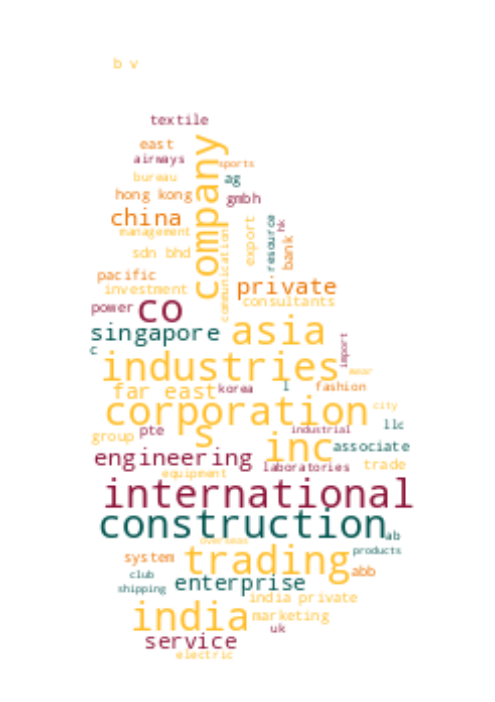 b v
textile
east
airways
sports
bureau
ag
hong kong
gmbh
company
china
management
communication
export
resource
hk
bank
sdn bhd
pacific
investment
private
consultants
power
co
singapore
asia
c
import
industries
wear
far east
korea
l
fashion
corporation
city
s
llc
group
pte
industrial
inc
associate
engineering
laboratories
trade
equipment
international
construction
ab
overseas
products
system
trading
abb
club
enterprise
shipping
india private
india
marketing
uk
service
electric